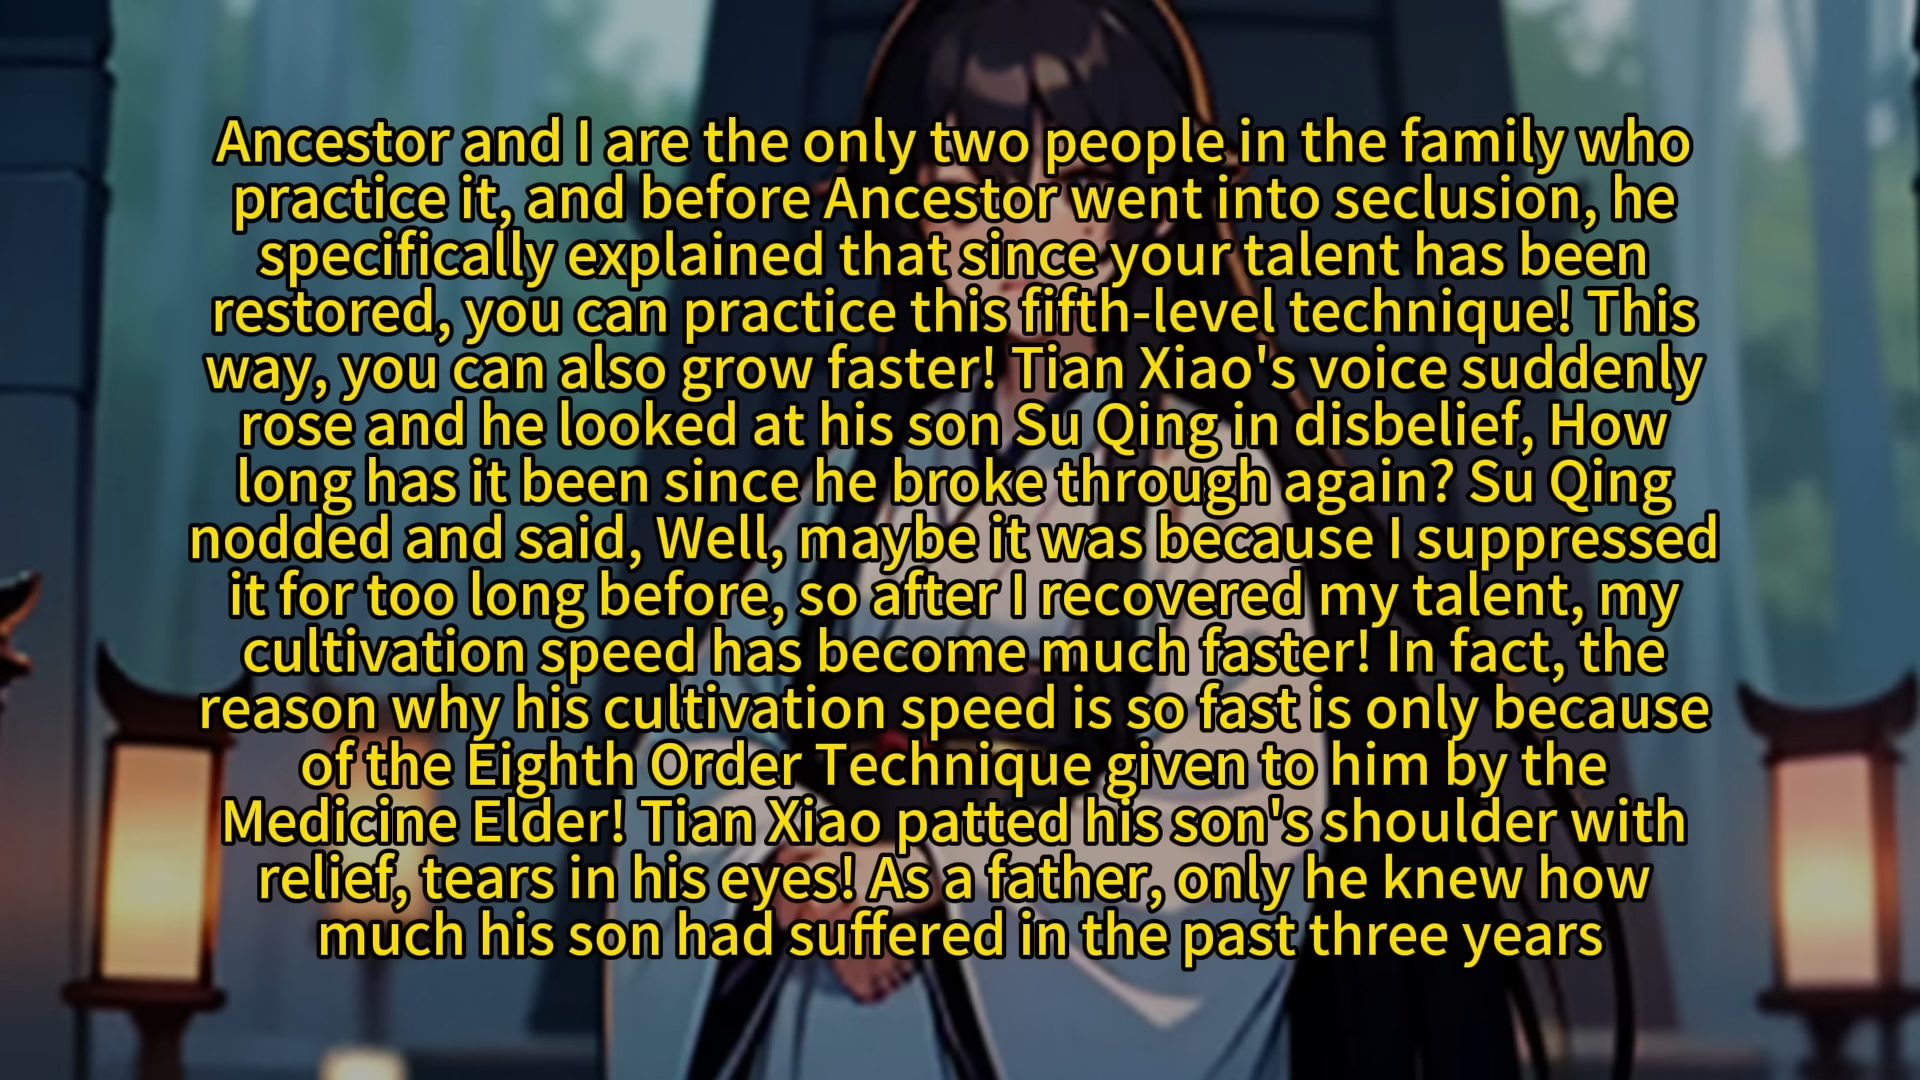 Ancestor and I are the only two people in the family who
practice it, and before Ancestor went into seclusion, he
specifically explained that since your talent has been
restored, you can practice this fifth-level technique! This
way, you can also grow faster! Tian Xiao's voice suddenly
rose and he looked at his son Su Qing in disbelief, How
long has it been since he broke through again? Su Qing
nodded and said, Well, maybe it was because I suppressed
it for too long before, so after I recovered my talent, my
cultivation speed has become much faster! In fact, the
reason why his cultivation speed is so fast is only because
of the Eighth Order Technique given to him by the
Medicine Elder! Tian Xiao patted his son's shoulder with
relief, tears in his eyes! As a father, only he knew how
much his son had suffered in the past three years